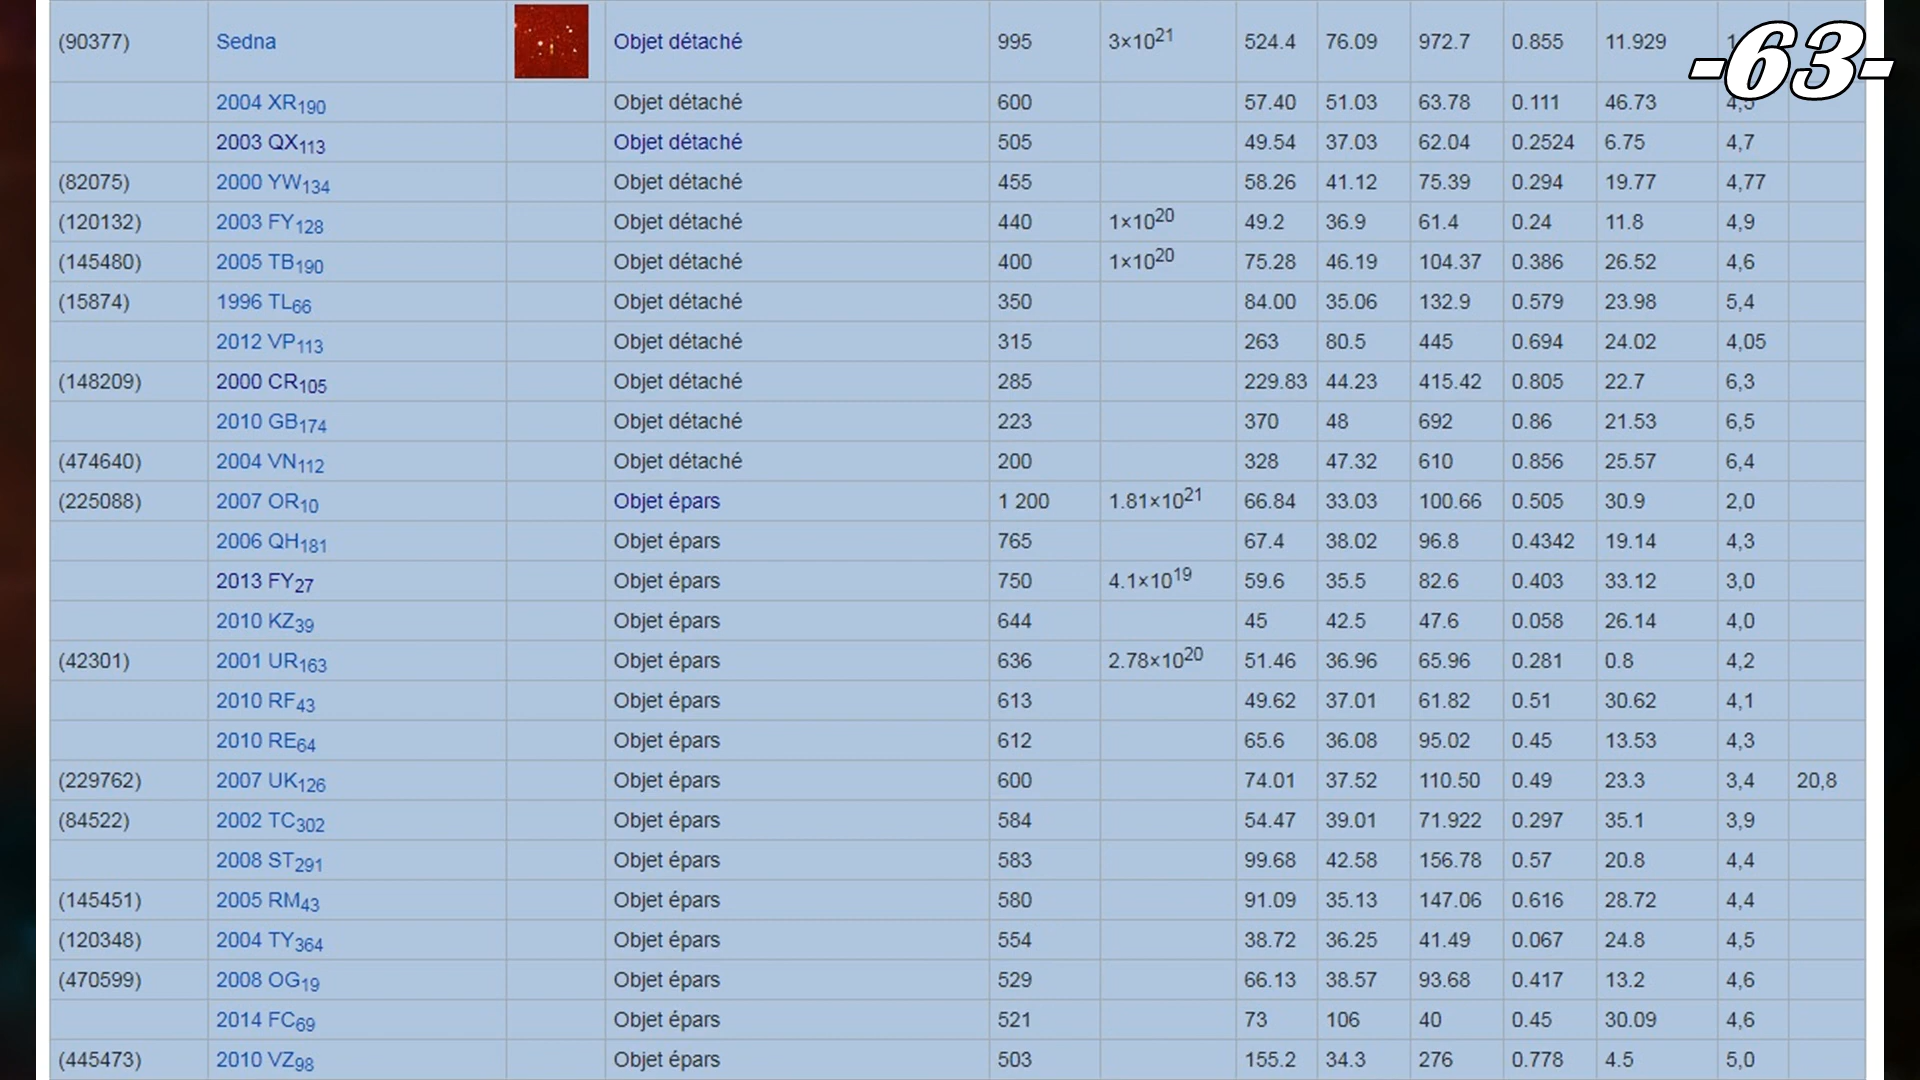 -63-
(90377) Sedna Objet détaché 995 3×10²¹ 524.4 76.09 972.7 0.855 11.929
2004 XR₁₉₀ Objet détaché 600 57.40 51.03 63.78 0.111 46.73 4,5
2003 QX₁₁₃ Objet détaché 505 49.54 37.03 62.04 0.2524 6.75 4,7
(82075) 2000 YW₁₃₄ Objet détaché 455 58.26 41.12 75.39 0.294 19.77 4,77
(120132) 2003 FY₁₂₈ Objet détaché 440 1×10²⁰ 49.2 36.9 61.4 0.24 11.8 4,9
(145480) 2005 TB₁₉₀ Objet détaché 400 1×10²⁰ 75.28 46.19 104.37 0.386 26.52 4,6
(15874) 1996 TL₆₆ Objet détaché 350 84.00 35.06 132.9 0.579 23.98 5,4
2012 VP₁₁₃ Objet détaché 315 263 80.5 445 0.694 24.02 4,05
(148209) 2000 CR₁₀₅ Objet détaché 285 229.83 44.23 415.42 0.805 22.7 6,3
2010 GB₁₇₄ Objet détaché 223 370 48 692 0.86 21.53 6,5
(474640) 2004 VN₁₁₂ Objet détaché 200 328 47.32 610 0.856 25.57 6,4
(225088) 2007 OR₁₀ Objet épars 1 200 1.81×10²¹ 66.84 33.03 100.66 0.505 30.9 2,0
2006 QH₁₈₁ Objet épars 765 67.4 38.02 96.8 0.4342 19.14 4,3
2013 FY₂₇ Objet épars 750 4.1×10¹⁹ 59.6 35.5 82.6 0.403 33.12 3,0
2010 KZ₃₉ Objet épars 644 45 42.5 47.6 0.058 26.14 4,0
(42301) 2001 UR₁₆₃ Objet épars 636 2.78×10²⁰ 51.46 36.96 65.96 0.281 0.8 4,2
2010 RF₄₃ Objet épars 613 49.62 37.01 61.82 0.51 30.62 4,1
2010 RE₆₄ Objet épars 612 65.6 36.08 95.02 0.45 13.53 4,3
(229762) 2007 UK₁₂₆ Objet épars 600 74.01 37.52 110.50 0.49 23.3 3,4 20,8
(84522) 2002 TC₃₀₂ Objet épars 584 54.47 39.01 71.922 0.297 35.1 3,9
2008 ST₂₉₁ Objet épars 583 99.68 42.58 156.78 0.57 20.8 4,4
(145451) 2005 RM₄₃ Objet épars 580 91.09 35.13 147.06 0.616 28.72 4,4
(120348) 2004 TY₃₆₄ Objet épars 554 38.72 36.25 41.49 0.067 24.8 4,5
(470599) 2008 OG₁₉ Objet épars 529 66.13 38.57 93.68 0.417 13.2 4,6
2014 FC₆₉ Objet épars 521 73 106 40 0.45 30.09 4,6
(445473) 2010 VZ₉₈ Objet épars 503 155.2 34.3 276 0.778 4.5 5,0